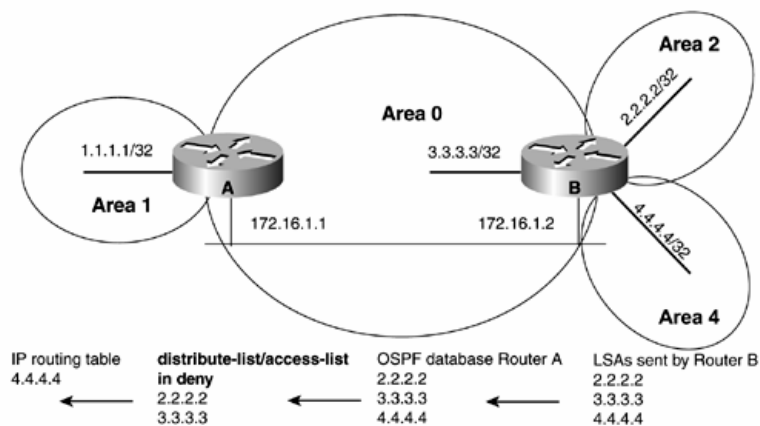 Area 2
Area 0
2.2.2.2/32
1.1.1.1/32
3.3.3.3/32
A
B
Area 1
172.16.1.1
172.16.1.2
4.4.4.4/32
Area 4
IP routing table
4.4.4.4
distribute-list/access-list
in deny
2.2.2.2
3.3.3.3
OSPF database Router A
2.2.2.2
3.3.3.3
4.4.4.4
LSAs sent by Router B
2.2.2.2
3.3.3.3
4.4.4.4